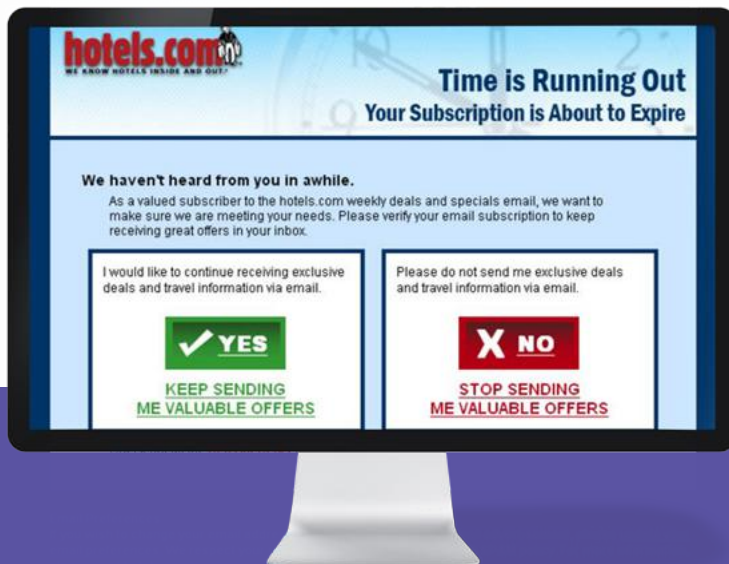 hotels.com
WE KNOW HOTELS INSIDE AND OUT.®
Time is Running Out
Your Subscription is About to Expire
We haven't heard from you in awhile.
As a valued subscriber to the hotels.com weekly deals and specials email, we want to
make sure we are meeting your needs. Please verify your email subscription to keep
receiving great offers in your inbox.
I would like to continue receiving exclusive
deals and travel information via email.
YES
KEEP SENDING
ME VALUABLE OFFERS
Please do not send me exclusive deals
and travel information via email.
X NO
STOP SENDING
ME VALUABLE OFFERS